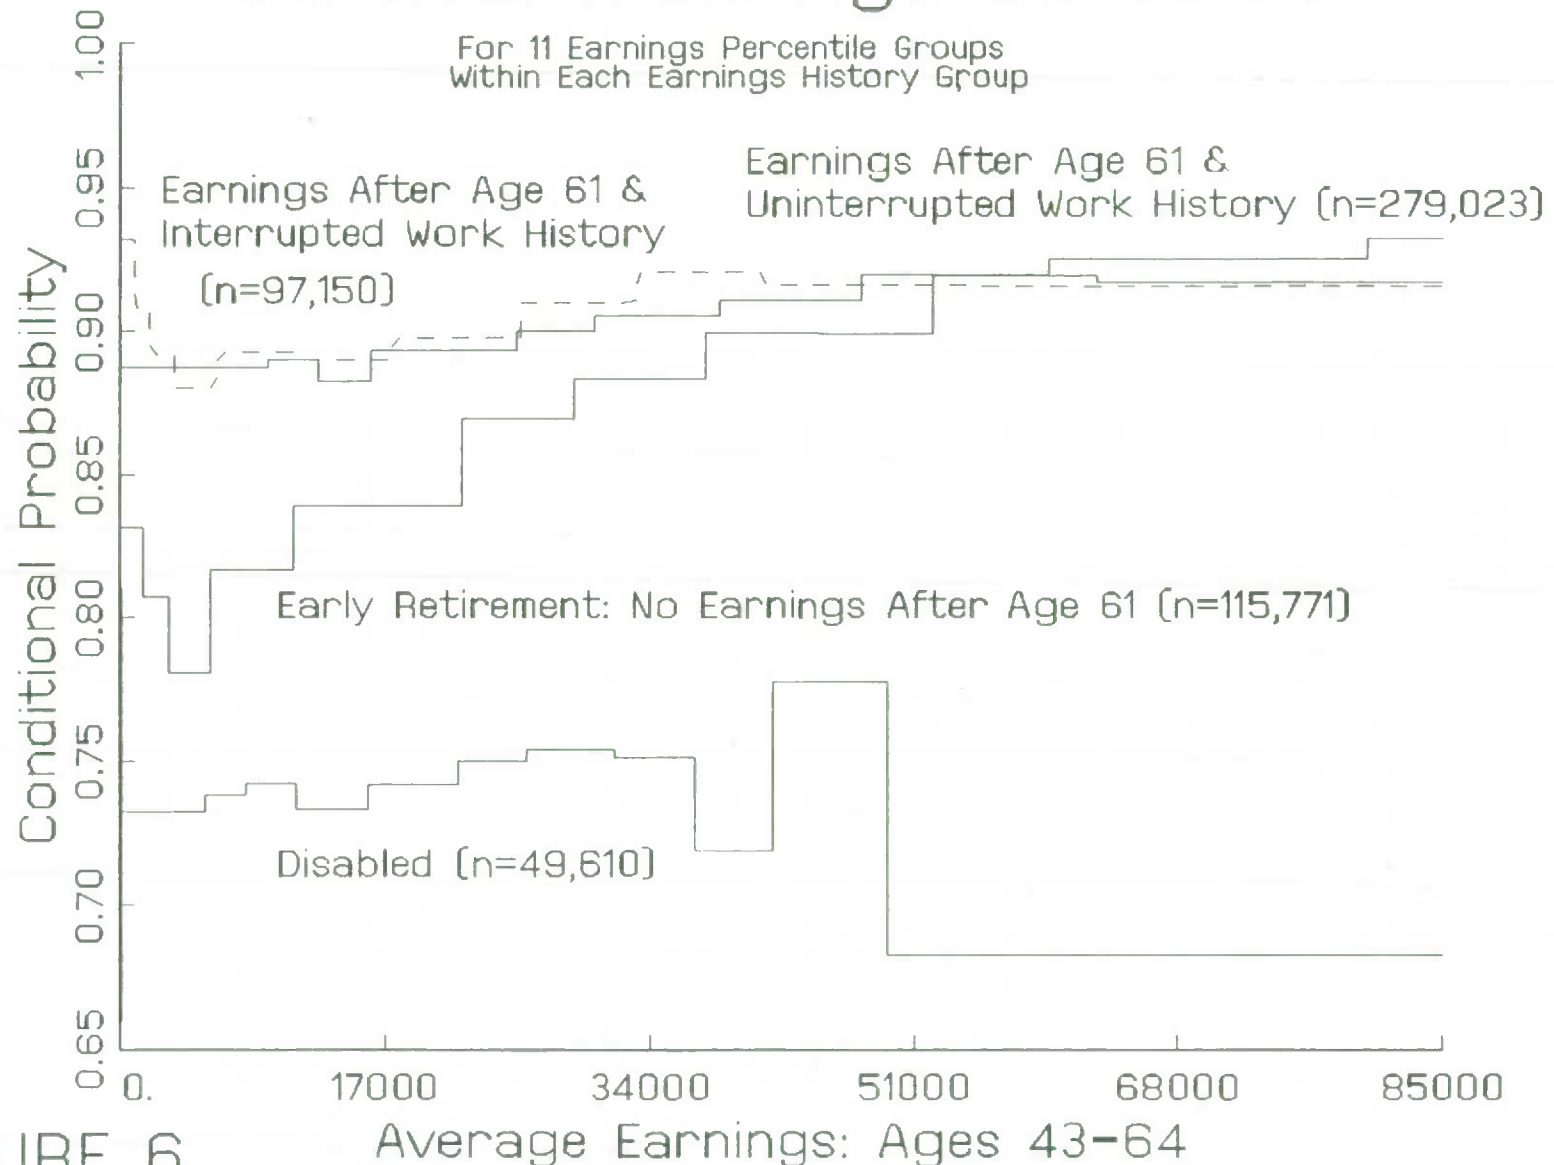 For 11 Earnings Percentile Groups
Within Each Earnings History Group
Earnings After Age 61 &
Uninterrupted Work History (n=279,023)
Earnings After Age 61 &
Interrupted Work History
(n=97,150)
Early Retirement: No Earnings After Age 61 (n=115,771)
Disabled (n=49,610)
Conditional Probability
1.00
0.95
0.90
0.85
0.80
0.75
0.70
0.65
0.
17000
34000
51000
68000
85000
Average Earnings: Ages 43-64
6